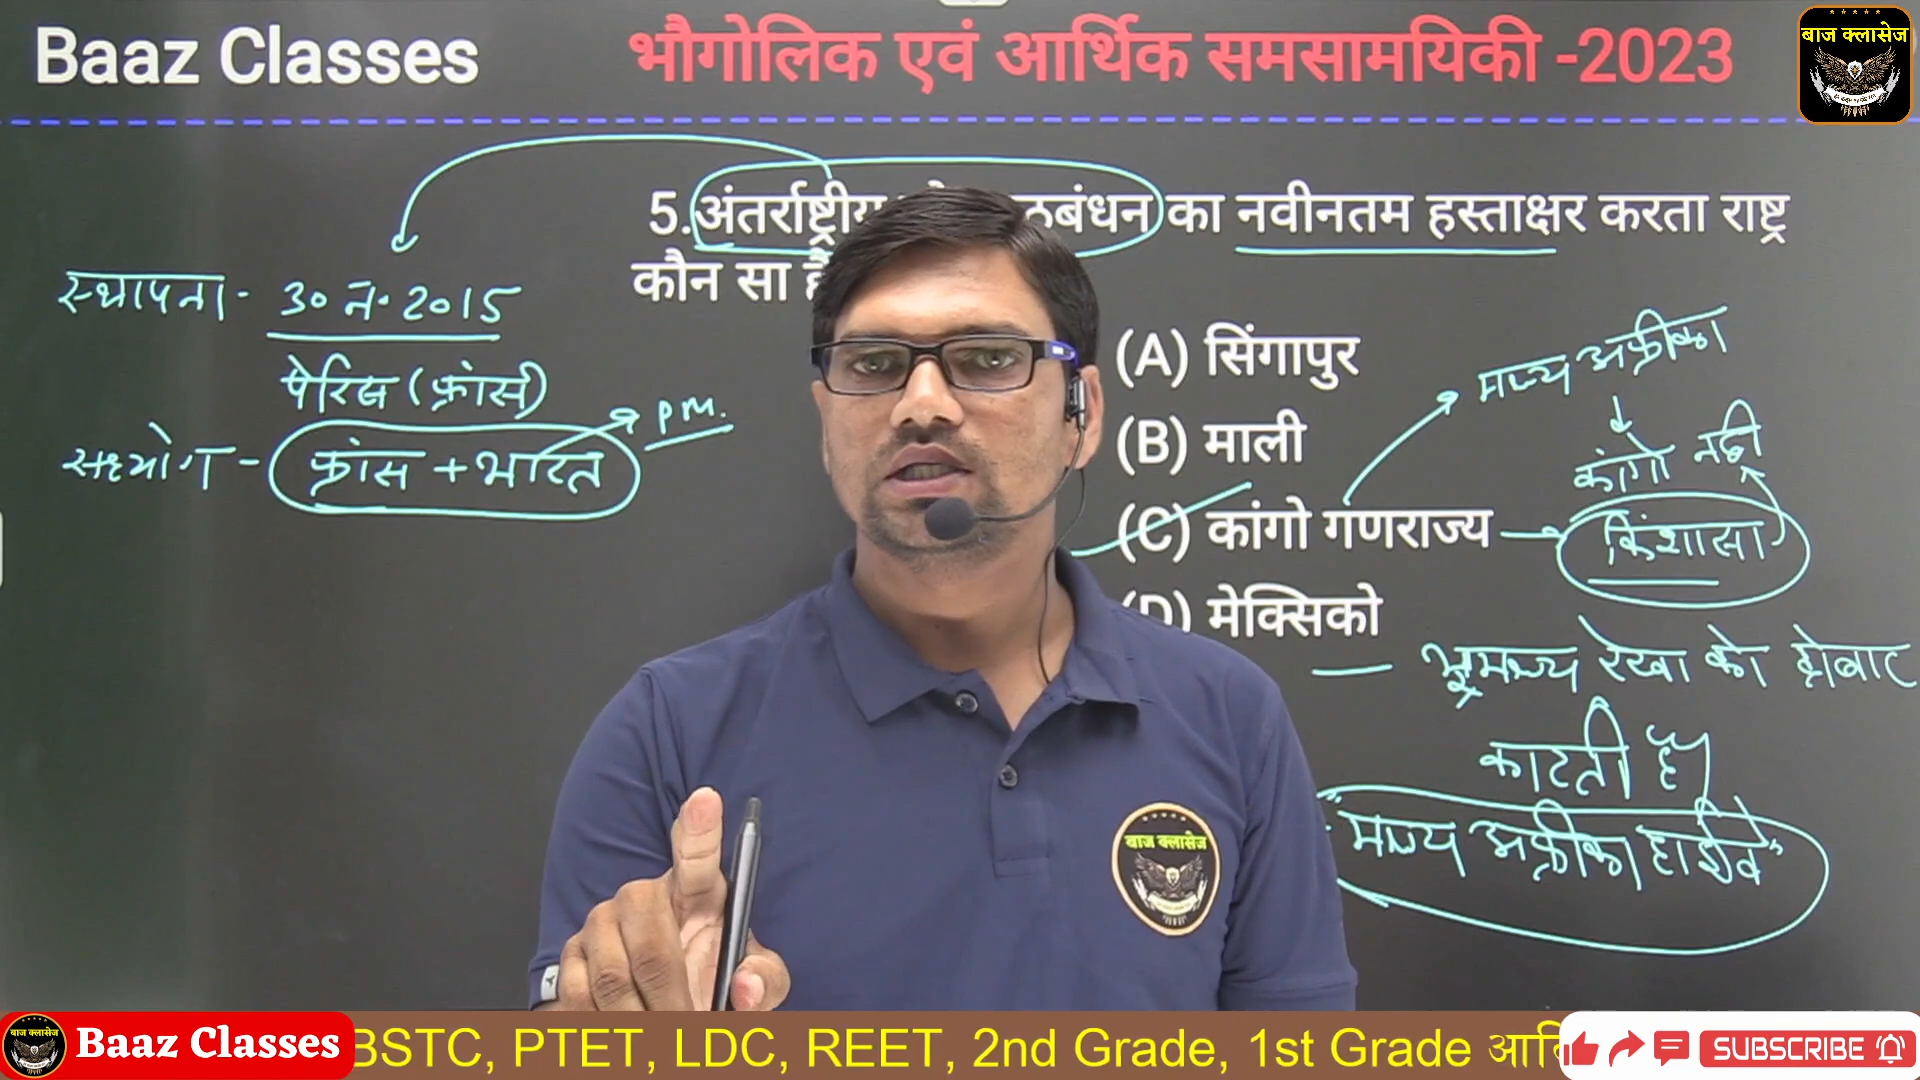 Baaz Classes
भौगोलिक एवं आर्थिक समसामयिकी -2023
बाज क्लासेज
5.अंतर्राष्ट्रीय ठबंधन का नवीनतम हस्ताक्षर करता राष्ट्र
कौन सा
स्थापना - 30 न. 2015
पेरिस (फ्रांस)
सहयोग - फ्रांस + भारत
P M.
(A) सिंगापुर
(B) माली
(C) कांगो गणराज्य
(D) मेक्सिको
मध्य अफ्रीका
कांगो नदी
किंशासा
भूमध्य रेखा को दोबार
काटती है।
"मध्य अफ्रीका हाईवे"
बाज क्लासेज
बाज क्लासेज
Baaz Classes
BSTC, PTET, LDC, REET, 2nd Grade, 1st Grade
SUBSCRIBE